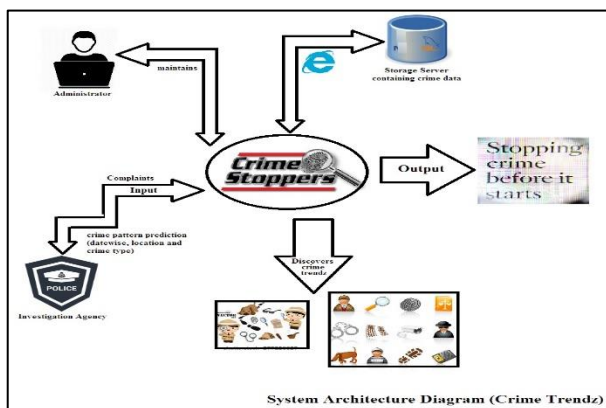 Administrator
maintains
Storage Server
containing crime data
Crime
Stoppers
Output
Stopping
crime
before it
starts
Complaints
Input
crime pattern prediction
(datewise, location and
crime type)
POLICE
Investigation Agency
Discovers
crime
trendz
System Architecture Diagram (Crime Trendz)